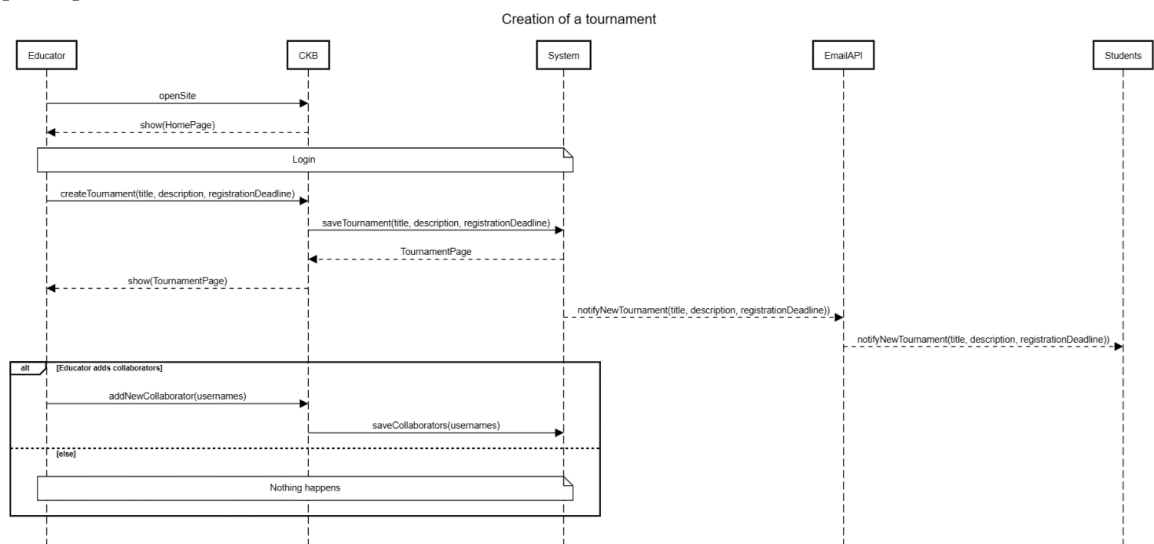 Creation of a tournament
Educator
CKB
System
EmailAPI
Students
openSite
show(HomePage)
Login
createTournament(title, description, registrationDeadline)
saveTournament(title, description, registrationDeadline)
TournamentPage
show(TournamentPage)
notifyNewTournament(title, description, registrationDeadline))
notifyNewTournament(title, description, registrationDeadline))
alt
[Educator adds collaborators]
addNewCollaborator(usernames)
saveCollaborators(usernames)
[else]
Nothing happens